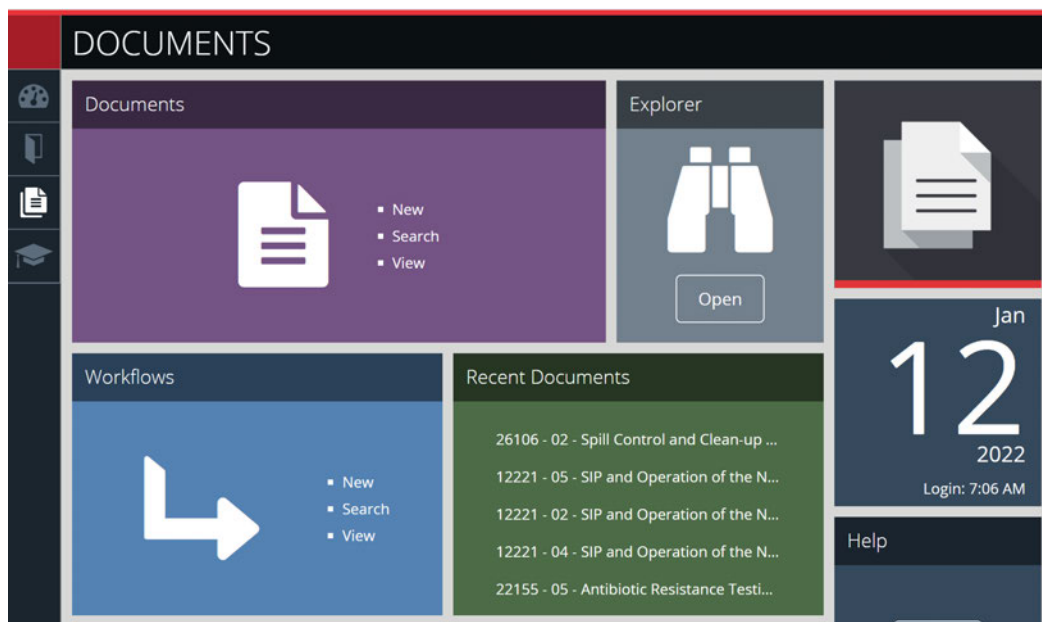 DOCUMENTS
Documents
New
Search
View
Explorer
Open
Workflows
New
Search
View
Recent Documents
26106 - 02 - Spill Control and Clean-up ...
12221 - 05 - SIP and Operation of the N...
12221 - 02 - SIP and Operation of the N...
12221 - 04 - SIP and Operation of the N...
22155 - 05 - Antibiotic Resistance Testi...
Jan
12
2022
Login: 7:06 AM
Help